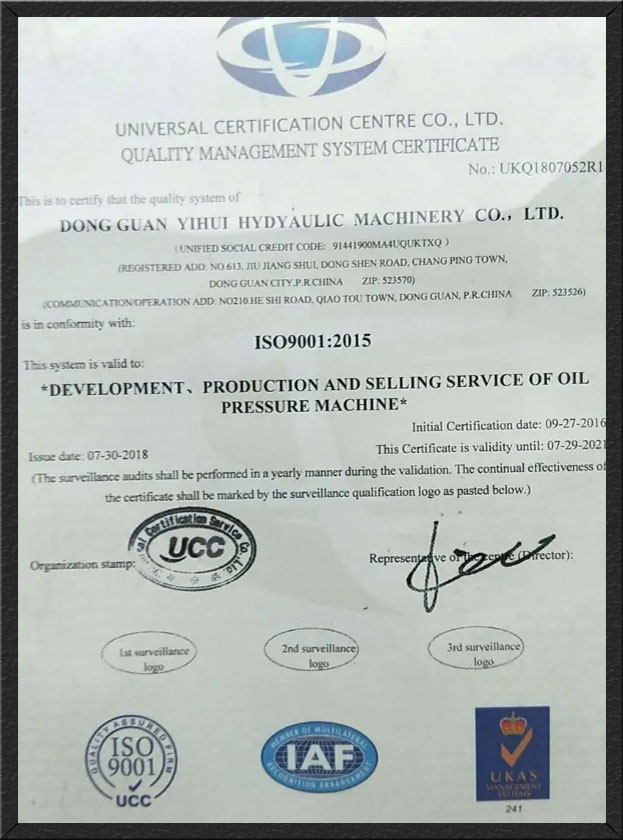 UNIVERSAL CERTIFICATION CENTRE CO., LTD.
QUALITY MANAGEMENT SYSTEM CERTIFICATE
No.: UKQ1807052R1
This is to certify that the quality system of
DONG GUAN YIHUI HYDYAULIC MACHINERY CO., LTD.
(UNIFIED SOCIAL CREDIT CODE: 91441900MA4UQUKTXQ)
(REGISTERED ADD: NO.613, JIU JIANG SHUI, DONG SHEN ROAD, CHANG PING TOWN,
DONG GUAN CITY.P.R.CHINA ZIP: 523570)
(COMMUNICATION/OPERATION ADD: NO210.HE SHI ROAD, QIAO TOU TOWN, DONG GUAN, P.R.CHINA ZIP: 523526)
is in conformity with:
ISO9001:2015
This system is valid to:
*DEVELOPMENT、PRODUCTION AND SELLING SERVICE OF OIL
PRESSURE MACHINE*
Initial Certification date: 09-27-2016
Issue date: 07-30-2018
This Certificate is validity until: 07-29-2021
(The surveillance audits shall be performed in a yearly manner during the validation. The continual effectiveness of
the certificate shall be marked by the surveillance qualification logo as pasted below.)
Certification Service Co. Ltd.
UCC
Organization stamp:
Representative of the centre (Director):
1st surveillance
logo
2nd surveillance
logo
3rd surveillance
logo
QUALITY ASSURED FIRM
ISO
9001
UCC
MEMBER OF MULTILATERAL
IAF
RECOGNITION ARRANGEMENT
UKAS
MANAGEMENT
SYSTEMS
241